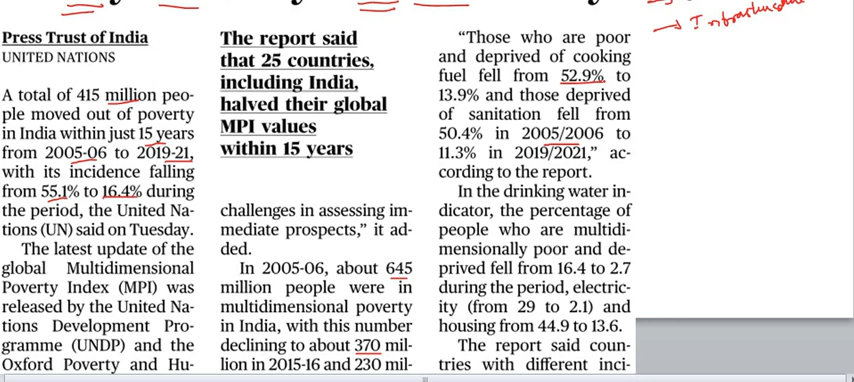 → Infrastructure
Press Trust of India
UNITED NATIONS
A total of 415 million peo-
ple moved out of poverty
in India within just 15 years
from 2005-06 to 2019-21,
with its incidence falling
from 55.1% to 16.4% during
the period, the United Na-
tions (UN) said on Tuesday.
The latest update of the
global Multidimensional
Poverty Index (MPI) was
released by the United Na-
tions Development Pro-
gramme (UNDP) and the
Oxford Poverty and Hu-
The report said
that 25 countries,
including India,
halved their global
MPI values
within 15 years
challenges in assessing im-
mediate prospects,” it ad-
ded.
In 2005-06, about 645
million people were in
multidimensional poverty
in India, with this number
declining to about 370 mil-
lion in 2015-16 and 230 mil-
“Those who are poor
and deprived of cooking
fuel fell from 52.9% to
13.9% and those deprived
of sanitation fell from
50.4% in 2005/2006 to
11.3% in 2019/2021,” ac-
cording to the report.
In the drinking water in-
dicator, the percentage of
people who are multidi-
mensionally poor and de-
prived fell from 16.4 to 2.7
during the period, electric-
ity (from 29 to 2.1) and
housing from 44.9 to 13.6.
The report said coun-
tries with different inci-